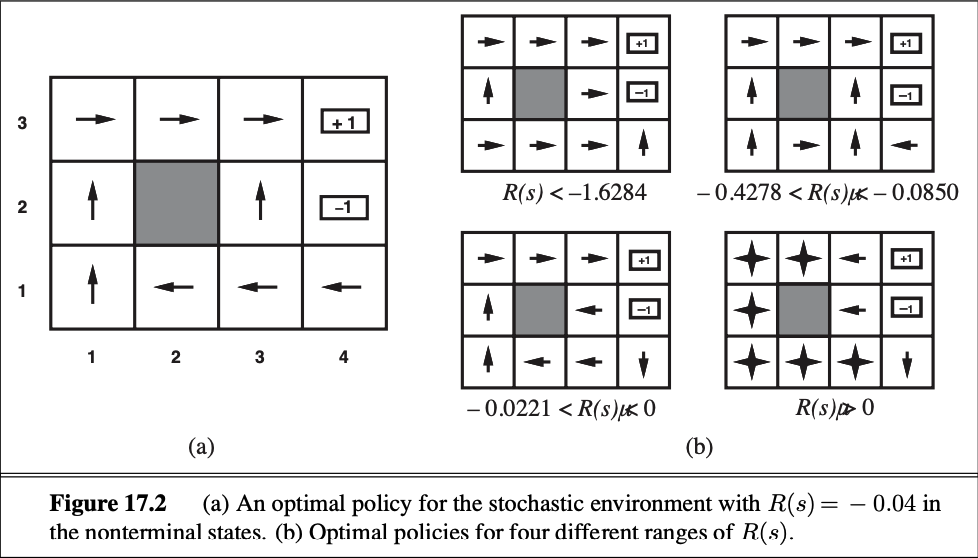 3
+ 1
2
–1
1
1 2 3 4
(a)
+1
–1
R(s) < –1.6284
+1
–1
– 0.4278 < R(s) < – 0.0850
+1
–1
– 0.0221 < R(s) < 0
+1
–1
R(s) > 0
(b)
Figure 17.2 (a) An optimal policy for the stochastic environment with R(s) = – 0.04 in
the nonterminal states. (b) Optimal policies for four different ranges of R(s).